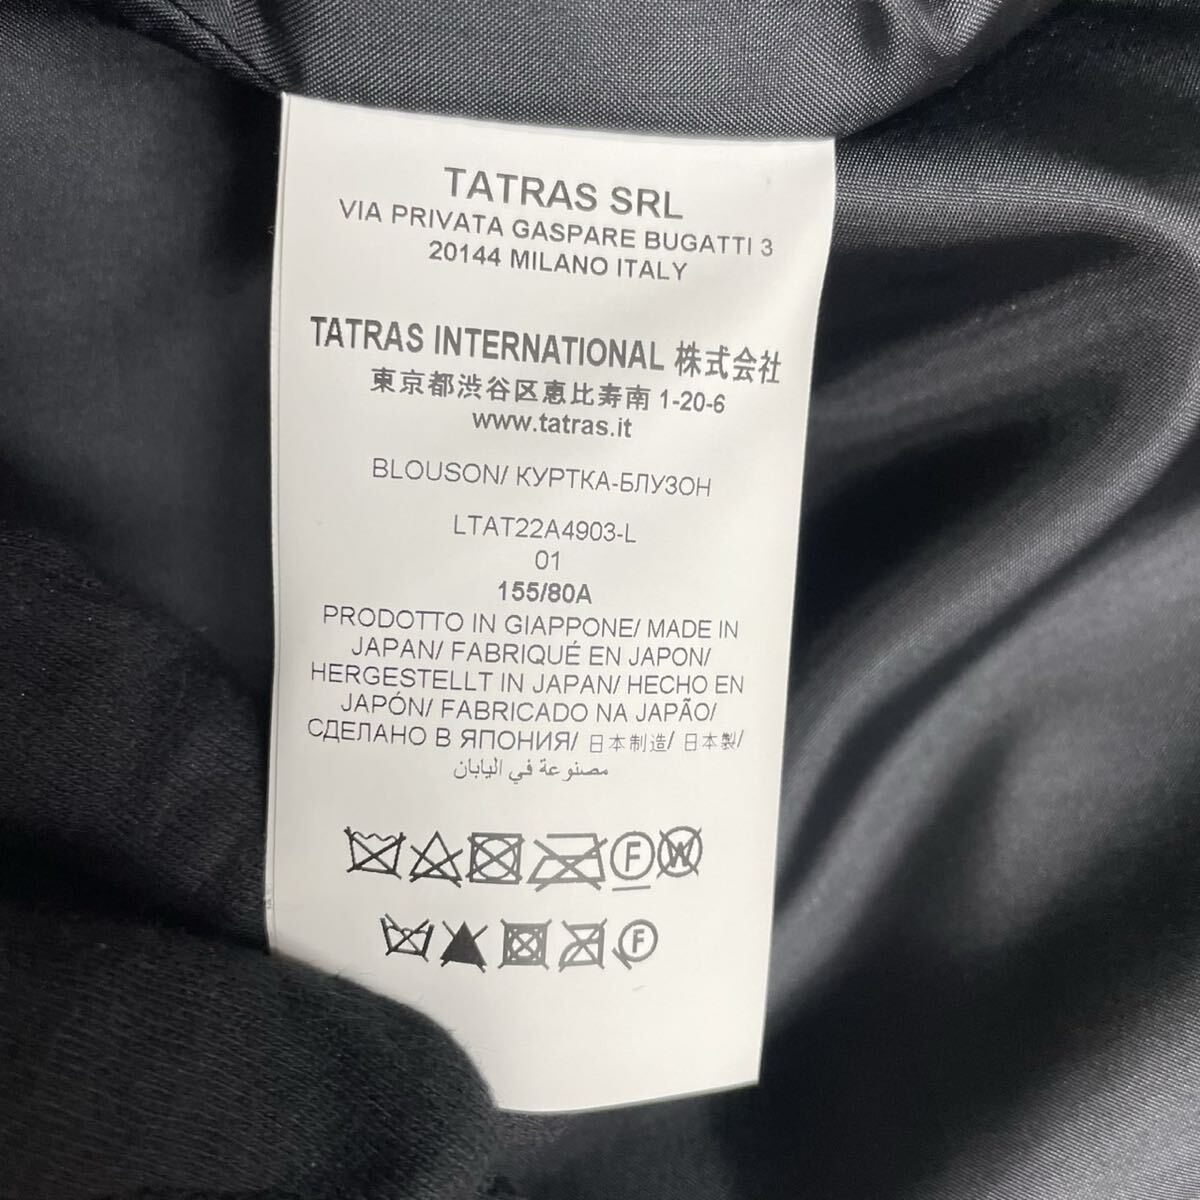 TATRAS SRL
VIA PRIVATA GASPARE BUGATTI 3
20144 MILANO ITALY
TATRAS INTERNATIONAL 株式会社
東京都渋谷区恵比寿南 1-20-6
www.tatras.it
BLOUSON/ КУРТКА-БЛУЗОН
LTAT22A4903-L
01
155/80A
PRODOTTO IN GIAPPONE/ MADE IN
JAPAN/ FABRIQUÉ EN JAPON/
HERGESTELLT IN JAPAN/ HECHO EN
JAPÓN/ FABRICADO NA JAPÃO/
СДЕЛАНО В ЯПОНИЯ/ 日本制造/ 日本製/
مصنوعة في اليابان
F W
F